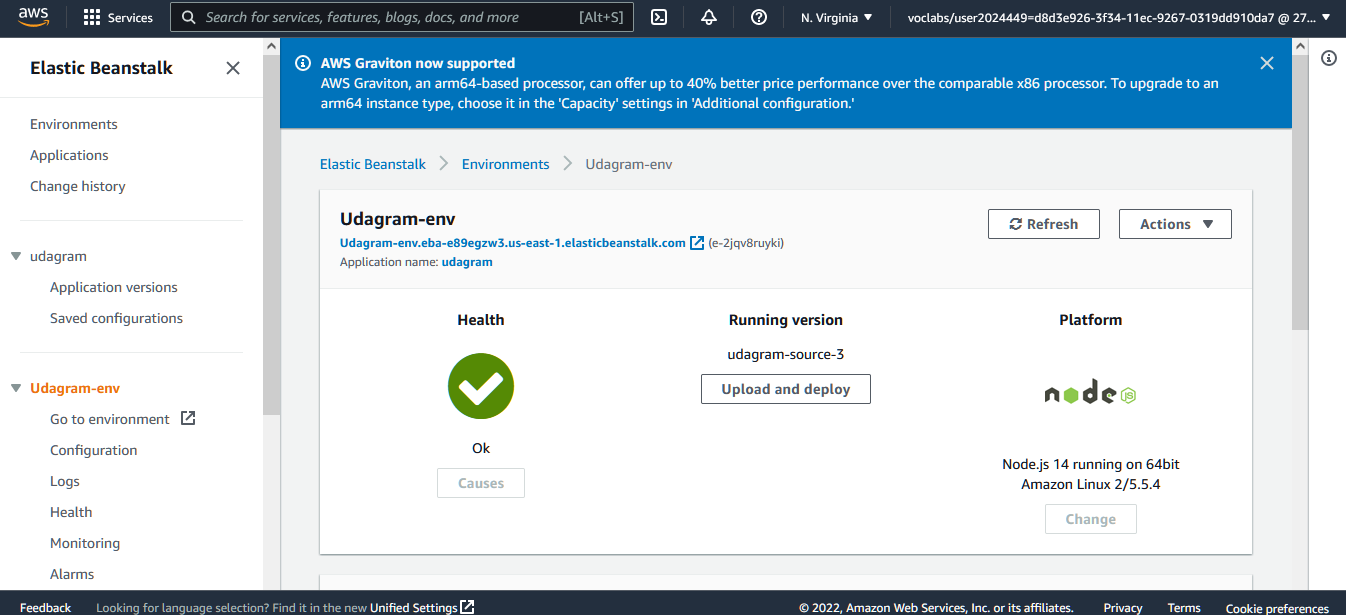 aws
Services
Search for services, features, blogs, docs, and more
[Alt+S]
N. Virginia
voclabs/user2024449=d8d3e926-3f34-11ec-9267-0319dd910da7 @ 27...
Elastic Beanstalk
Environments
Applications
Change history
udagram
Application versions
Saved configurations
Udagram-env
Go to environment
Configuration
Logs
Health
Monitoring
Alarms
AWS Graviton now supported
AWS Graviton, an arm64-based processor, can offer up to 40% better price performance over the comparable x86 processor. To upgrade to an
arm64 instance type, choose it in the 'Capacity' settings in 'Additional configuration.'
Elastic Beanstalk
Environments
Udagram-env
Udagram-env
Udagram-env.eba-e89egzw3.us-east-1.elasticbeanstalk.com (e-2jqv8ruyki)
Application name: udagram
Refresh
Actions
Health
Ok
Causes
Running version
udagram-source-3
Upload and deploy
Platform
node JS
Node.js 14 running on 64bit
Amazon Linux 2/5.5.4
Change
Feedback
Looking for language selection? Find it in the new Unified Settings
© 2022, Amazon Web Services, Inc. or its affiliates.
Privacy
Terms
Cookie preferences